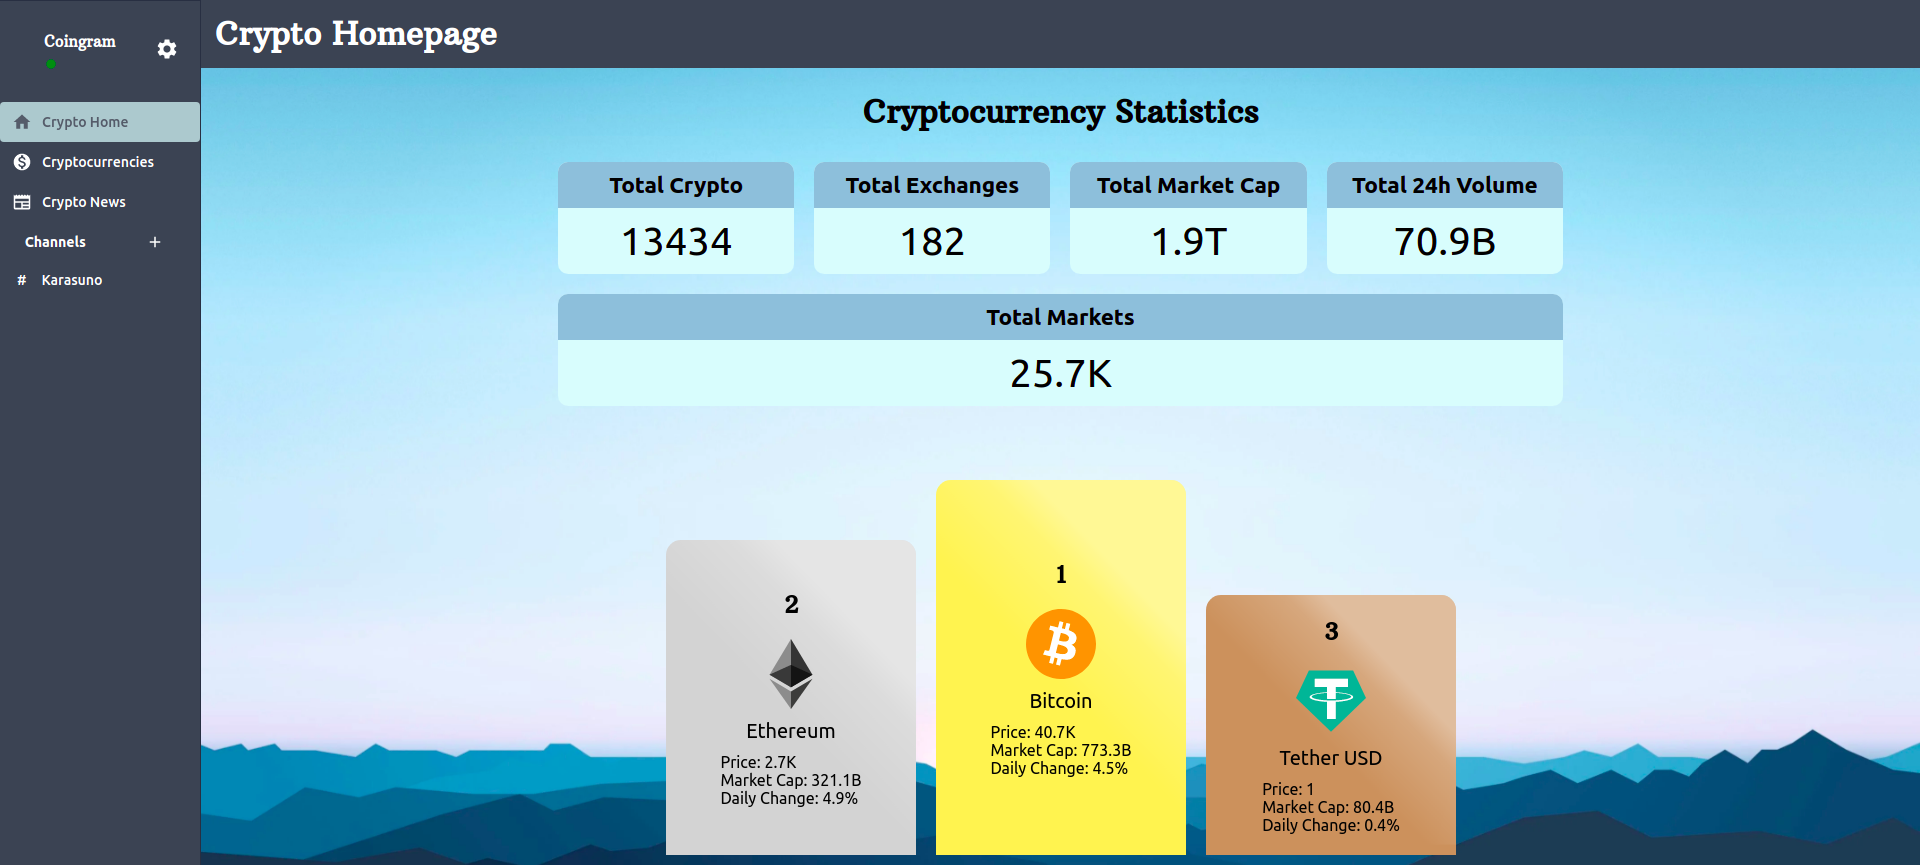 Coingram
Crypto Homepage
Crypto Home
Cryptocurrencies
Crypto News
Channels +
# Karasuno
Cryptocurrency Statistics
Total Crypto
13434
Total Exchanges
182
Total Market Cap
1.9T
Total 24h Volume
70.9B
Total Markets
25.7K
2
Ethereum
Price: 2.7K
Market Cap: 321.1B
Daily Change: 4.9%
1
Bitcoin
Price: 40.7K
Market Cap: 773.3B
Daily Change: 4.5%
3
Tether USD
Price: 1
Market Cap: 80.4B
Daily Change: 0.4%